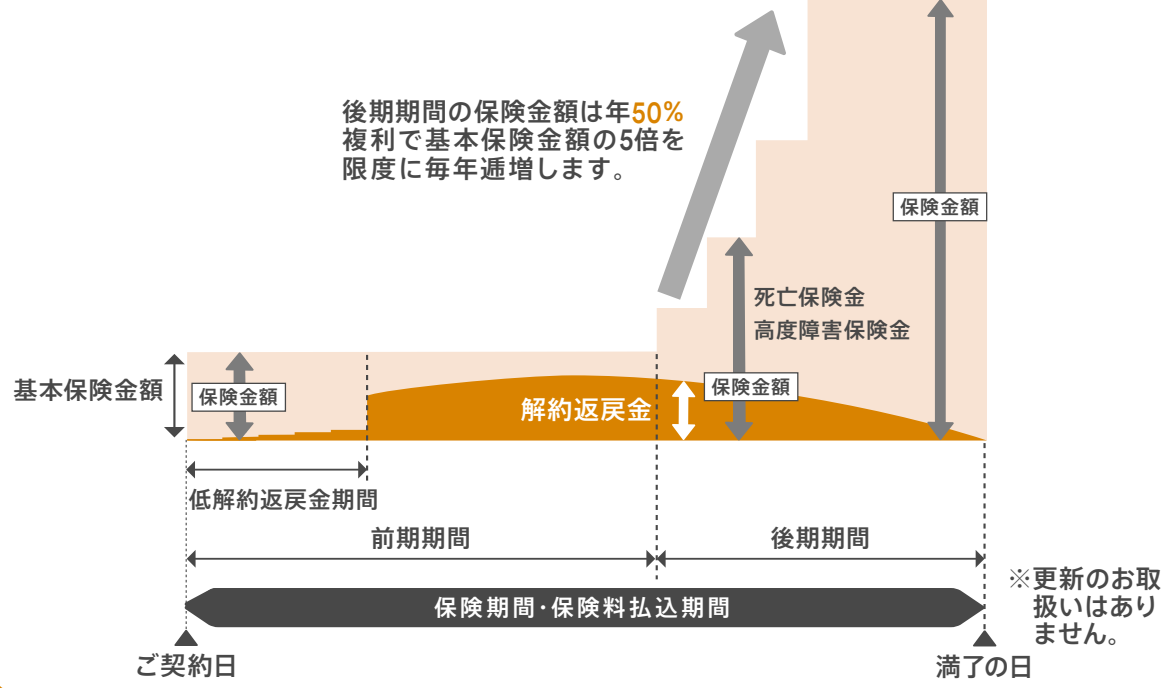 後期期間の保険金額は年50%
複利で基本保険金額の5倍を
限度に毎年逓増します。
保険金額
死亡保険金
高度障害保険金
基本保険金額
保険金額
保険金額
解約返戻金
低解約返戻金期間
前期期間
後期期間
保険期間・保険料払込期間
※更新のお取
扱いはあり
ません。
ご契約日
満了の日